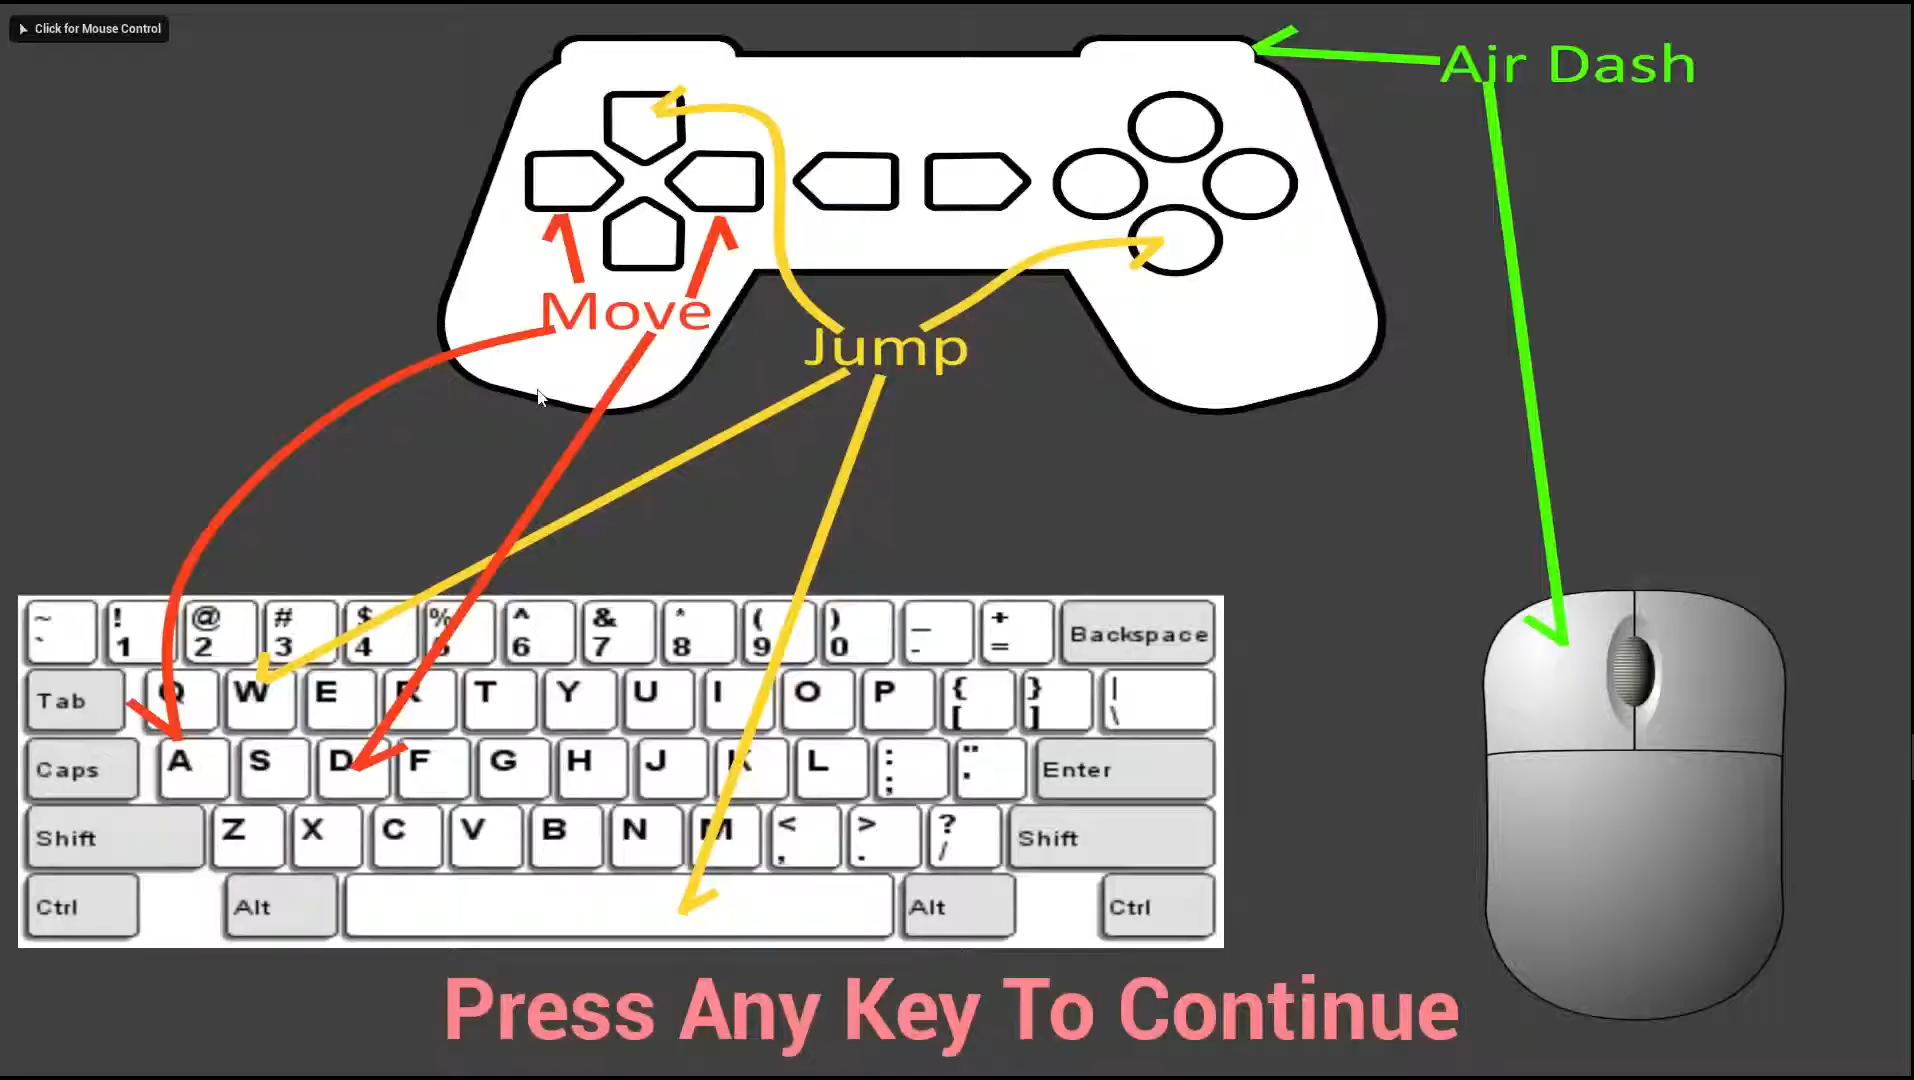 Click for Mouse Control
Air Dash
Move
Jump
~ ! @ # $ % ^ & * ( ) _ + Backspace
` 1 2 3 4 5 6 7 8 9 0 - =
Tab Q W E R T Y U I O P { } |
[ ] \
Caps A S D F G H J K L : " Enter
; '
Shift Z X C V B N M < > ? Shift
, . /
Ctrl Alt Alt Ctrl
Press Any Key To Continue